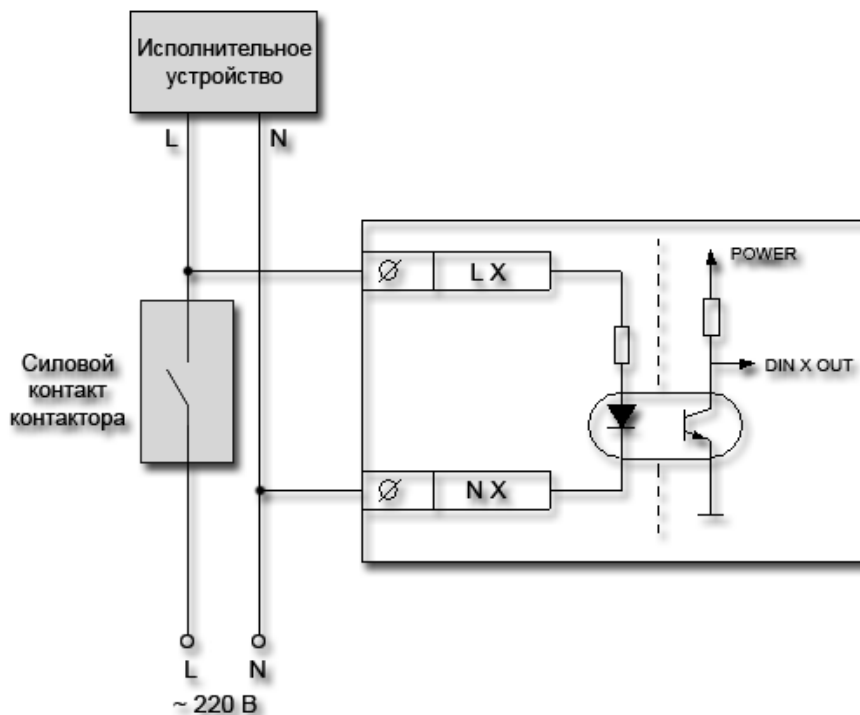 Исполнительное
устройство
L
N
L X
POWER
DIN X OUT
Силовой
контакт
контактора
N X
L
N
~ 220 В